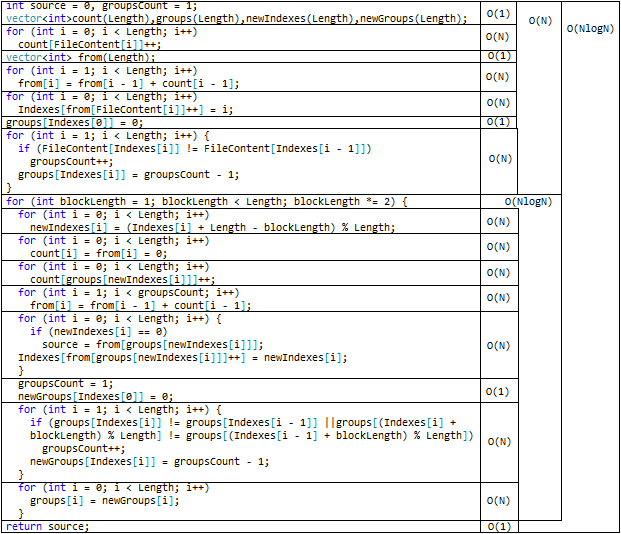 int source = 0, groupsCount = 1;
vector<int>count(Length),groups(Length),newIndexes(Length),newGroups(Length);
O(1)
O(N)
O(NlogN)
for (int i = 0; i < Length; i++)
count[FileContent[i]]++;
O(N)
vector<int> from(Length);
O(1)
for (int i = 1; i < Length; i++)
from[i] = from[i - 1] + count[i - 1];
O(N)
for (int i = 0; i < Length; i++)
Indexes[from[FileContent[i]]++] = i;
O(N)
groups[Indexes[0]] = 0;
O(1)
for (int i = 1; i < Length; i++) {
if (FileContent[Indexes[i]] != FileContent[Indexes[i - 1]])
groupsCount++;
groups[Indexes[i]] = groupsCount - 1;
}
O(N)
for (int blockLength = 1; blockLength < Length; blockLength *= 2) {
O(NlogN)
for (int i = 0; i < Length; i++)
newIndexes[i] = (Indexes[i] + Length - blockLength) % Length;
O(N)
for (int i = 0; i < Length; i++)
count[i] = from[i] = 0;
O(N)
for (int i = 0; i < Length; i++)
count[groups[newIndexes[i]]]++;
O(N)
for (int i = 1; i < groupsCount; i++)
from[i] = from[i - 1] + count[i - 1];
O(N)
for (int i = 0; i < Length; i++) {
if (newIndexes[i] == 0)
source = from[groups[newIndexes[i]]];
Indexes[from[groups[newIndexes[i]]]++] = newIndexes[i];
}
O(N)
groupsCount = 1;
newGroups[Indexes[0]] = 0;
O(1)
for (int i = 1; i < Length; i++) {
if (groups[Indexes[i]] != groups[Indexes[i - 1]] ||groups[(Indexes[i] +
blockLength) % Length] != groups[(Indexes[i - 1] + blockLength) % Length])
groupsCount++;
newGroups[Indexes[i]] = groupsCount - 1;
}
O(N)
for (int i = 0; i < Length; i++)
groups[i] = newGroups[i];
}
O(N)
return source;
O(1)